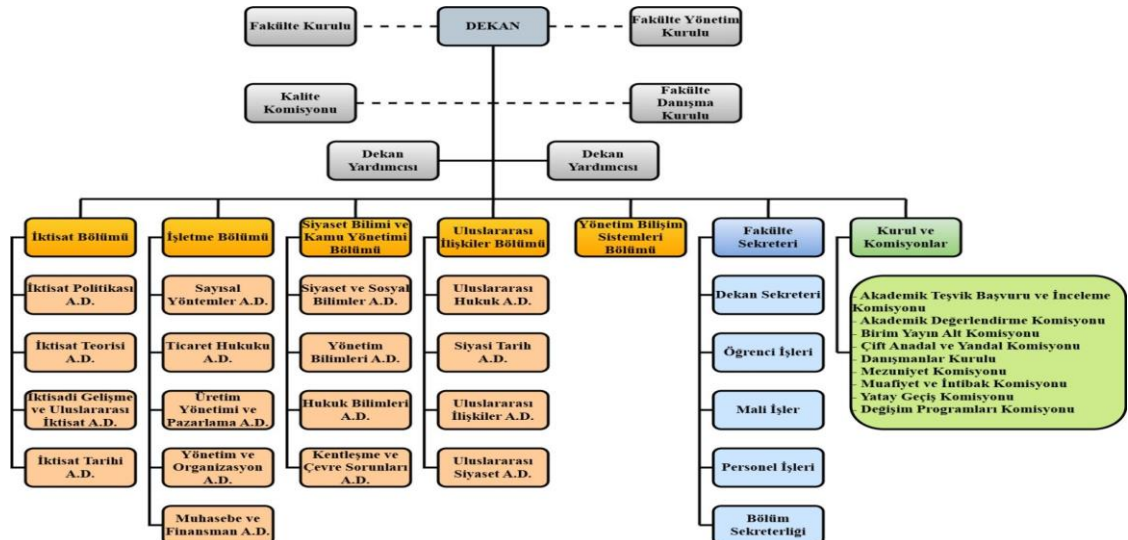 Fakülte Kurulu
DEKAN
Fakülte Yönetim
Kurulu
Kalite
Komisyonu
Fakülte
Danışma
Kurulu
Dekan
Yardımcısı
Dekan
Yardımcısı
İktisat Bölümü
İktisat Politikası
A.D.
İktisat Teorisi
A.D.
İktisadi Gelişme
ve Uluslararası
İktisat A.D.
İktisat Tarihi
A.D.
İşletme Bölümü
Sayısal
Yöntemler A.D.
Ticaret Hukuku
A.D.
Üretim
Yönetimi ve
Pazarlama A.D.
Yönetim ve
Organizasyon
A.D.
Muhasebe ve
Finansman A.D.
Siyaset Bilimi ve
Kamu Yönetimi
Bölümü
Siyaset ve Sosyal
Bilimler A.D.
Yönetim
Bilimleri A.D.
Hukuk Bilimleri
A.D.
Kentleşme ve
Çevre Sorunları
A.D.
Uluslararası
İlişkiler Bölümü
Uluslararası
Hukuk A.D.
Siyasi Tarih
A.D.
Uluslararası
İlişkiler A.D.
Uluslararası
Siyaset A.D.
Yönetim Bilişim
Sistemleri
Bölümü
Fakülte
Sekreteri
Dekan Sekreteri
Öğrenci İşleri
Mali İşler
Personel İşleri
Bölüm
Sekreterliği
Kurul ve
Komisyonlar
- Akademik Teşvik Başvuru ve İnceleme
Komisyonu
- Akademik Değerlendirme Komisyonu
- Birim Yayın Alt Komisyonu
- Çift Anadal ve Yandal Komisyonu
- Danışmanlar Kurulu
- Mezuniyet Komisyonu
- Muafiyet ve İntibak Komisyonu
- Yatay Geçiş Komisyonu
- Değişim Programları Komisyonu